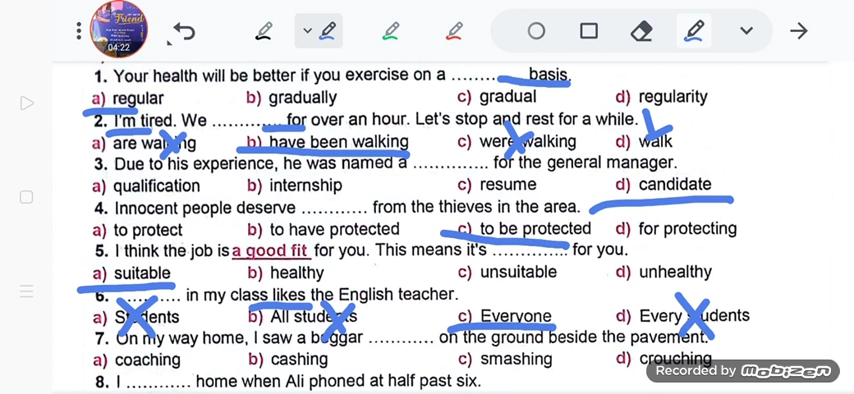 Friend
04:22
1. Your health will be better if you exercise on a ............ basis.
a) regular b) gradually c) gradual d) regularity
2. I'm tired. We ................ for over an hour. Let's stop and rest for a while.
a) are walking b) have been walking c) were walking d) walk
3. Due to his experience, he was named a ............... for the general manager.
a) qualification b) internship c) resume d) candidate
4. Innocent people deserve ............ from the thieves in the area.
a) to protect b) to have protected c) to be protected d) for protecting
5. I think the job is a good fit for you. This means it's ............... for you.
a) suitable b) healthy c) unsuitable d) unhealthy
6. ............ in my class likes the English teacher.
a) Students b) All students c) Everyone d) Every students
7. On my way home, I saw a beggar ............ on the ground beside the pavement.
a) coaching b) cashing c) smashing d) crouching
Recorded by mobizen
8. I ............ home when Ali phoned at half past six.